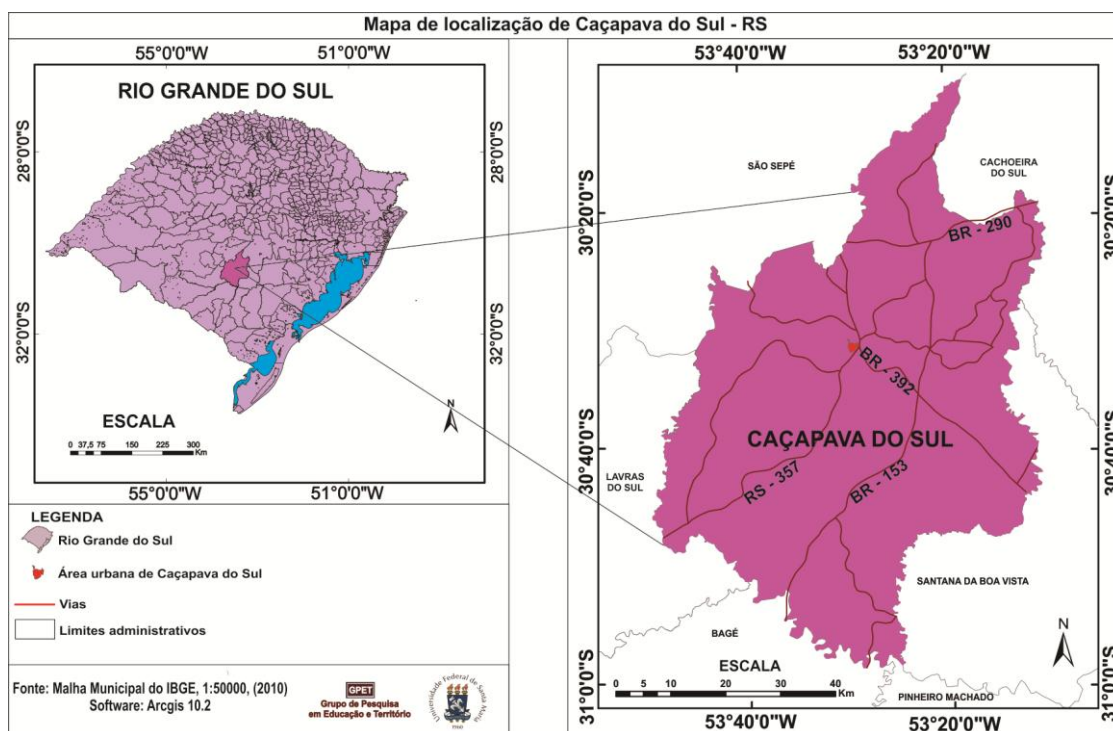 Mapa de localização de Caçapava do Sul - RS
55°0'0"W
51°0'0"W
RIO GRANDE DO SUL
28°0'0"S
28°0'0"S
32°0'0"S
32°0'0"S
ESCALA
0 37,5 75 150 225 300
Km
N
55°0'0"W
51°0'0"W
LEGENDA
Rio Grande do Sul
Área urbana de Caçapava do Sul
Vias
Limites administrativos
Fonte: Malha Municipal do IBGE, 1:50000, (2010)
Software: Arcgis 10.2
GPET
Grupo de Pesquisa
em Educação e Território
Universidade Federal de Santa Maria
1960
53°40'0"W
53°20'0"W
SÃO SEPÉ
CACHOEIRA
DO SUL
30°20'0"S
30°20'0"S
BR - 290
BR - 392
CAÇAPAVA DO SUL
30°40'0"S
30°40'0"S
LAVRAS
DO SUL
RS - 357
BR - 153
SANTANA DA BOA VISTA
BAGÉ
N
ESCALA
0 5 10 20 30 40
Km
PINHEIRO MACHADO
31°0'0"S
31°0'0"S
53°40'0"W
53°20'0"W